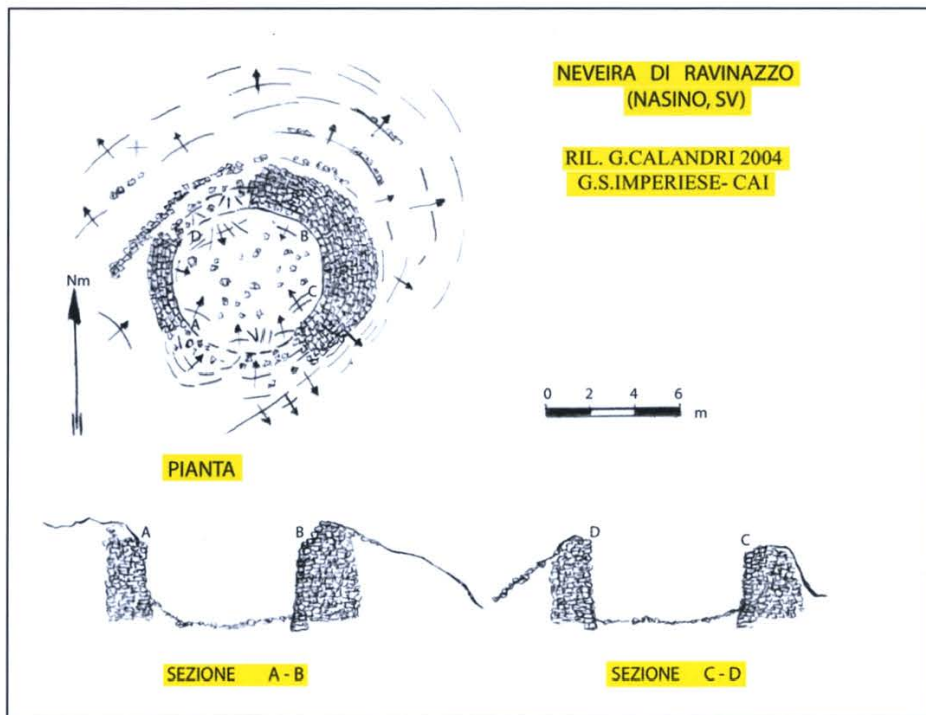 NEVEIRA DI RAVINAZZO
(NASINO, SV)
RIL. G.CALANDRI 2004
G.S.IMPERIESE- CAI
D
B
Nm
C
A
0 2 4 6
m
PIANTA
A
B
D
C
SEZIONE A - B
SEZIONE C - D